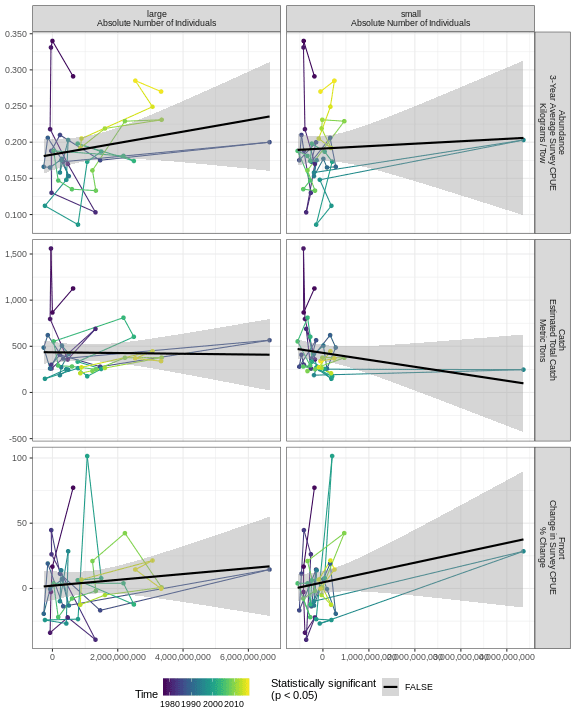 large
Absolute Number of Individuals
small
Absolute Number of Individuals
0.350
0.300
0.250
0.200
0.150
0.100
Abundance
3-Year Average Survey CPUE
Kilograms / Tow
1,500
1,000
500
0
-500
Catch
Estimated Total Catch
Metric Tons
100
50
0
Fmort
Change in Survey CPUE
% Change
0
2,000,000,000
4,000,000,000
6,000,000,000
0
1,000,000,000
2,000,000,000
3,000,000,000
4,000,000,000
Time
1980 1990 2000 2010
Statistically significant
(p < 0.05)
FALSE